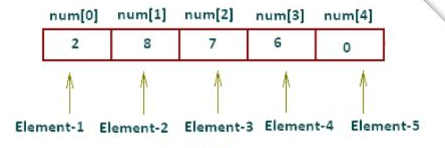 num[0] num[1] num[2] num[3] num[4]
2 8 7 6 0
Element-1 Element-2 Element-3 Element-4 Element-5